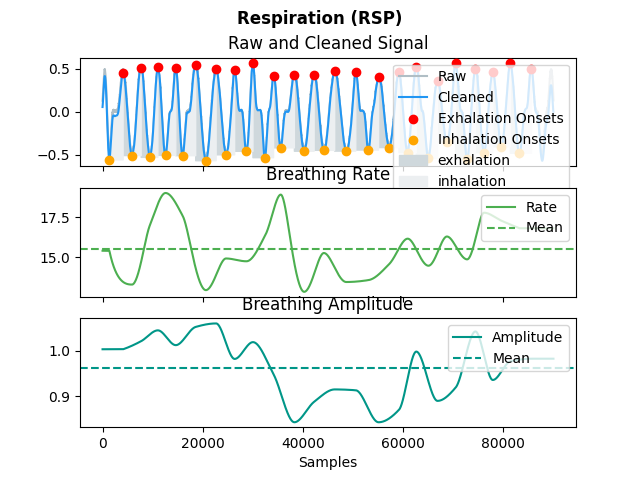 Respiration (RSP)
Raw and Cleaned Signal
0.5
0.0
−0.5
Raw
Cleaned
Exhalation Onsets
Inhalation Onsets
exhalation
inhalation
Breathing Rate
17.5
15.0
Rate
Mean
Breathing Amplitude
1.0
0.9
Amplitude
Mean
0 20000 40000 60000 80000
Samples